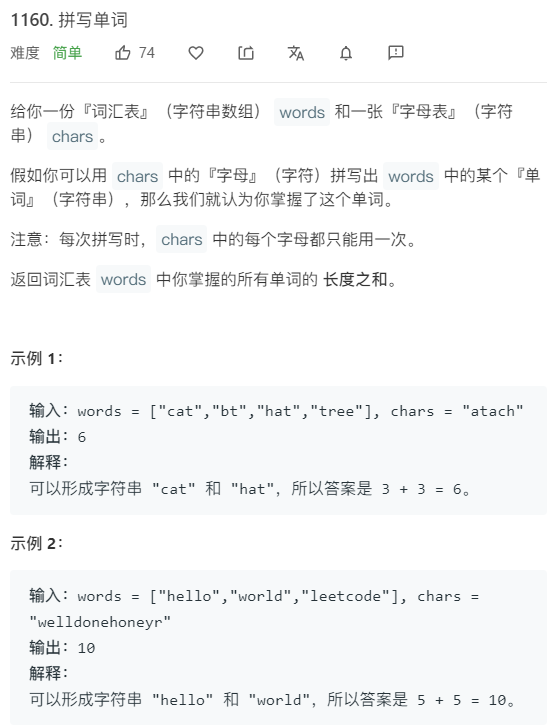 1160. 拼写单词
难度 简单 74
给你一份『词汇表』（字符串数组） words 和一张『字母表』（字符
串） chars 。
假如你可以用 chars 中的『字母』（字符）拼写出 words 中的某个『单
词』（字符串），那么我们就认为你掌握了这个单词。
注意：每次拼写时， chars 中的每个字母都只能用一次。
返回词汇表 words 中你掌握的所有单词的 长度之和。
示例 1：
输入：words = ["cat","bt","hat","tree"], chars = "atach"
输出：6
解释：
可以形成字符串 "cat" 和 "hat"，所以答案是 3 + 3 = 6。
示例 2：
输入：words = ["hello","world","leetcode"], chars =
"welldonehoneyr"
输出：10
解释：
可以形成字符串 "hello" 和 "world"，所以答案是 5 + 5 = 10。